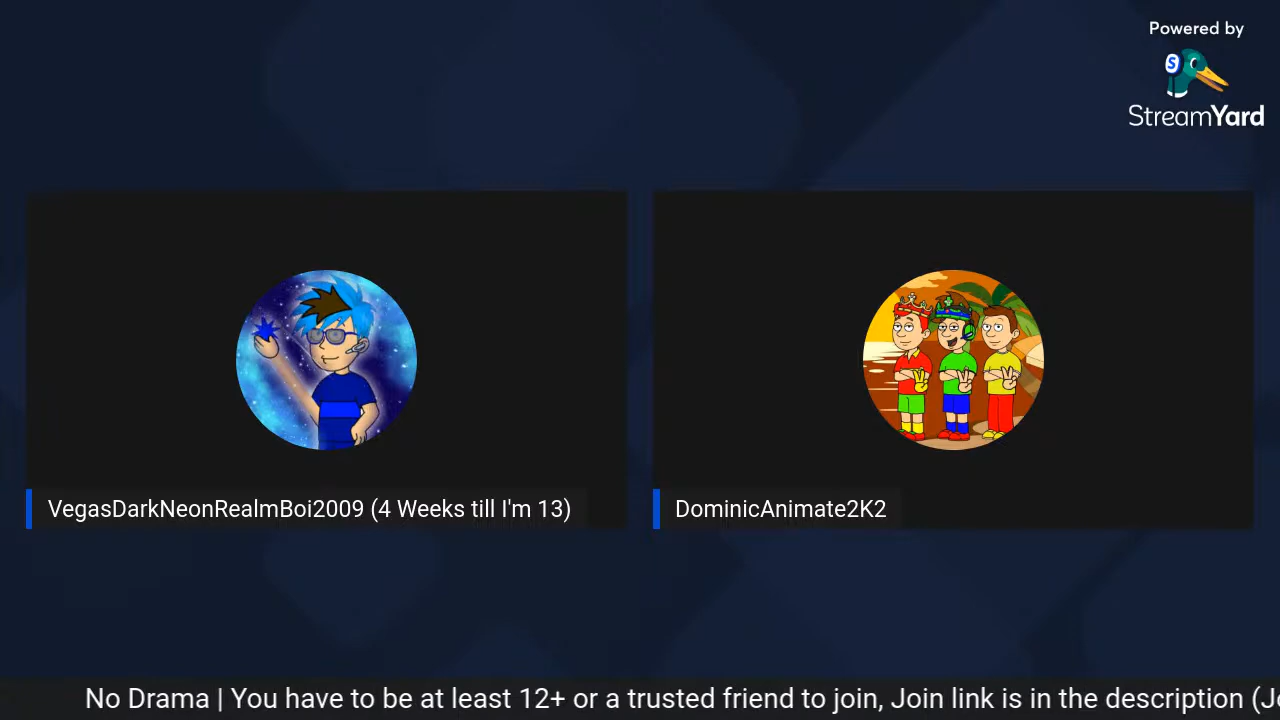 Powered by
S
StreamYard
VegasDarkNeonRealmBoi2009 (4 Weeks till I'm 13)
DominicAnimate2K2
No Drama | You have to be at least 12+ or a trusted friend to join, Join link is in the description